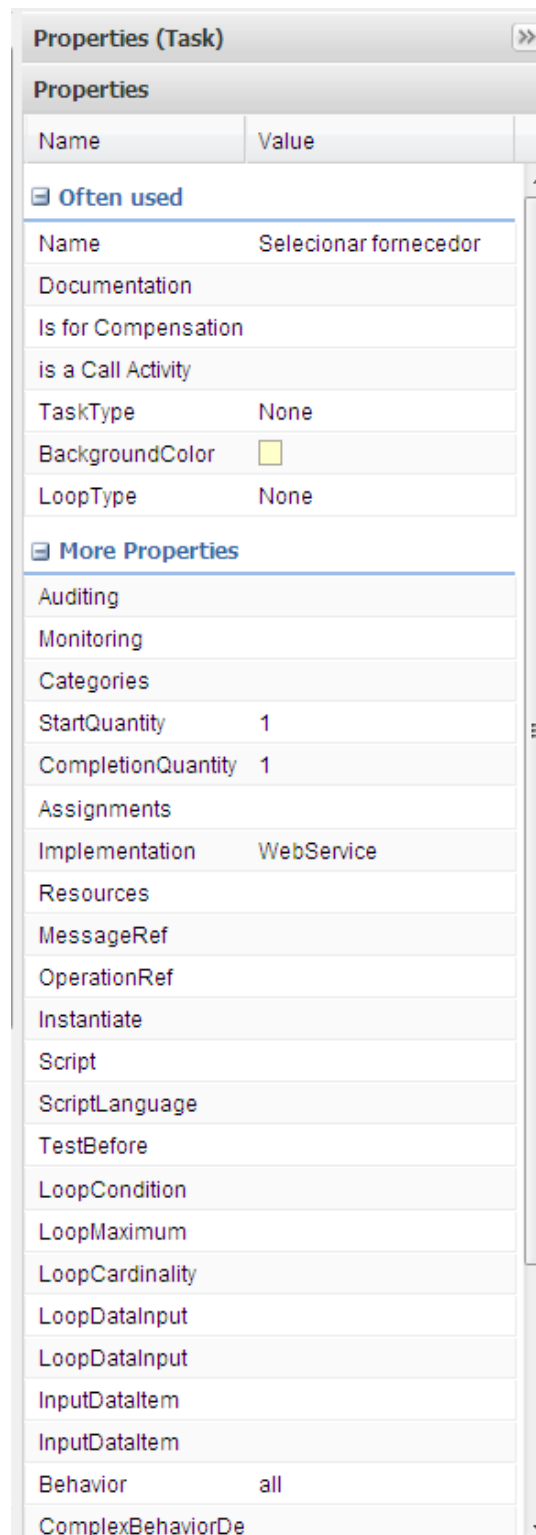 Properties (Task)
Properties
Name Value
Often used
Name Selecionar fornecedor
Documentation
Is for Compensation
is a Call Activity
TaskType None
BackgroundColor
LoopType None
More Properties
Auditing
Monitoring
Categories
StartQuantity 1
CompletionQuantity 1
Assignments
Implementation WebService
Resources
MessageRef
OperationRef
Instantiate
Script
ScriptLanguage
TestBefore
LoopCondition
LoopMaximum
LoopCardinality
LoopDataInput
LoopDataInput
InputDataItem
InputDataItem
Behavior all
ComplexBehaviorDe